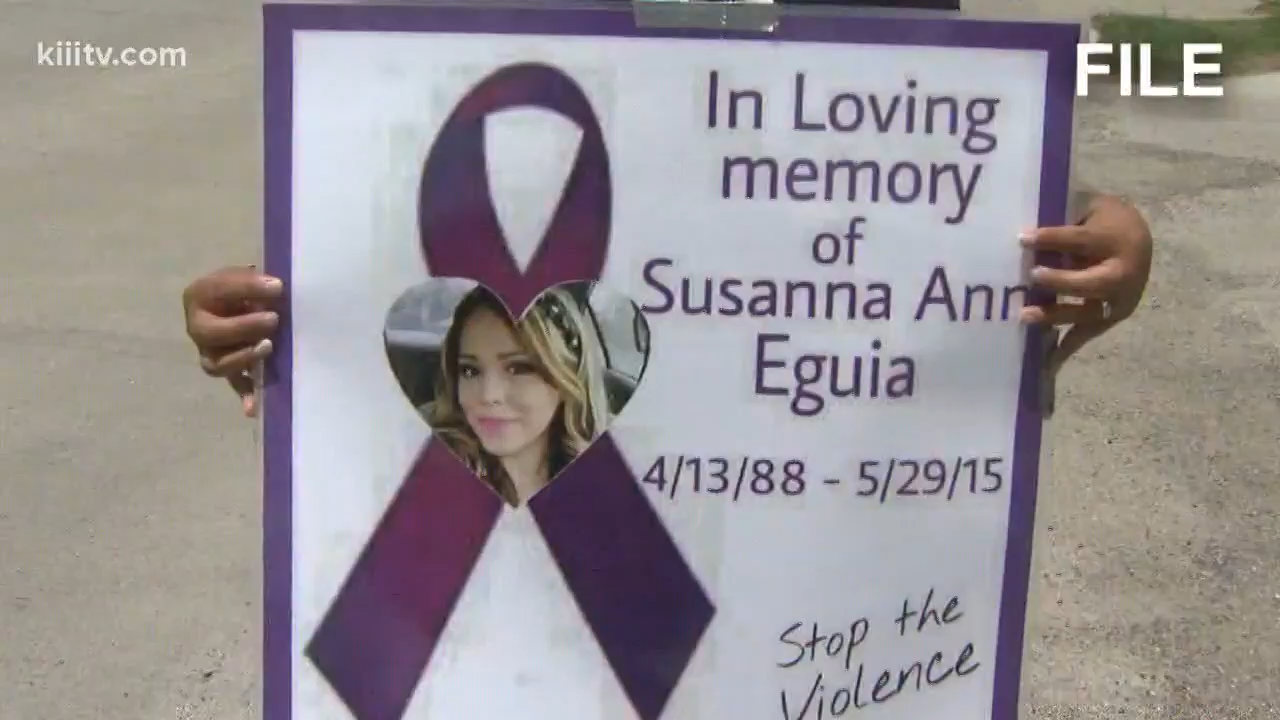 kiiitv.com
FILE
In Loving
memory
of
Susanna Ann
Eguia
4/13/88 - 5/29/15
Stop the
Violence